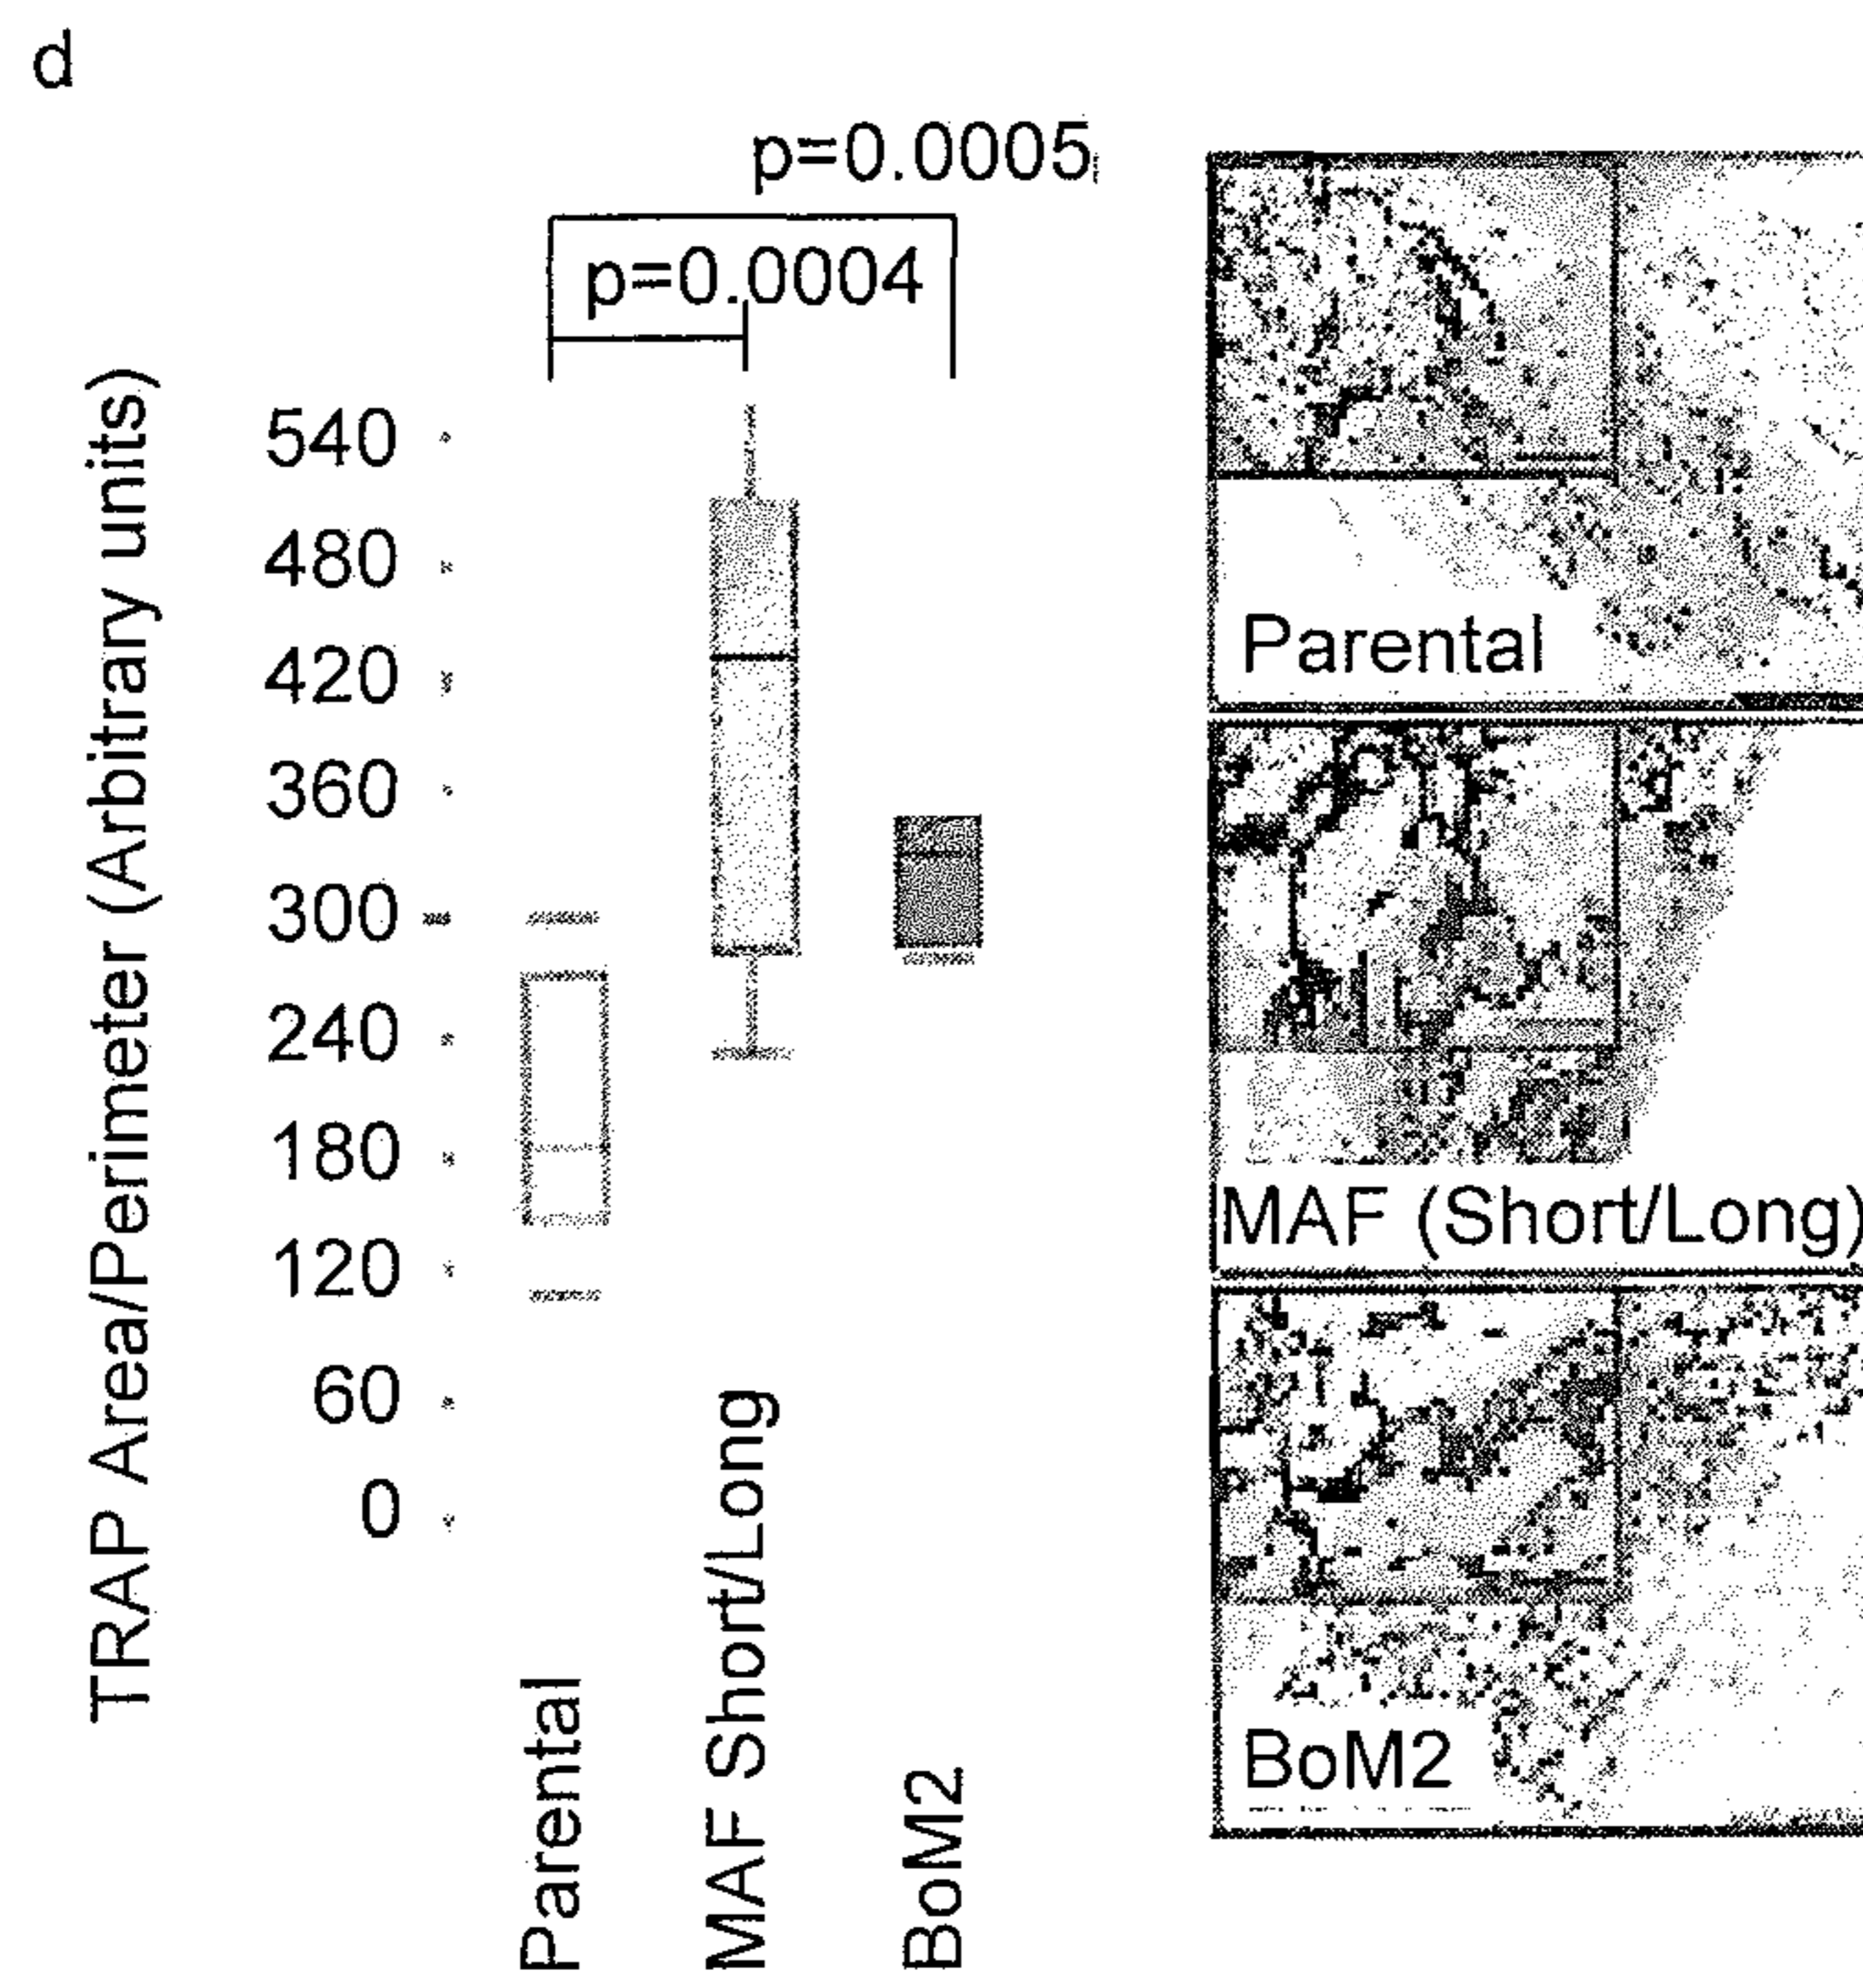 d
p=0.0005
p=0.0004
TRAP Area/Perimeter (Arbitrary units)
540
480
420
360
300
240
180
120
60
0
Parental
MAF Short/Long
BoM2
Parental
MAF (Short/Long)
BoM2